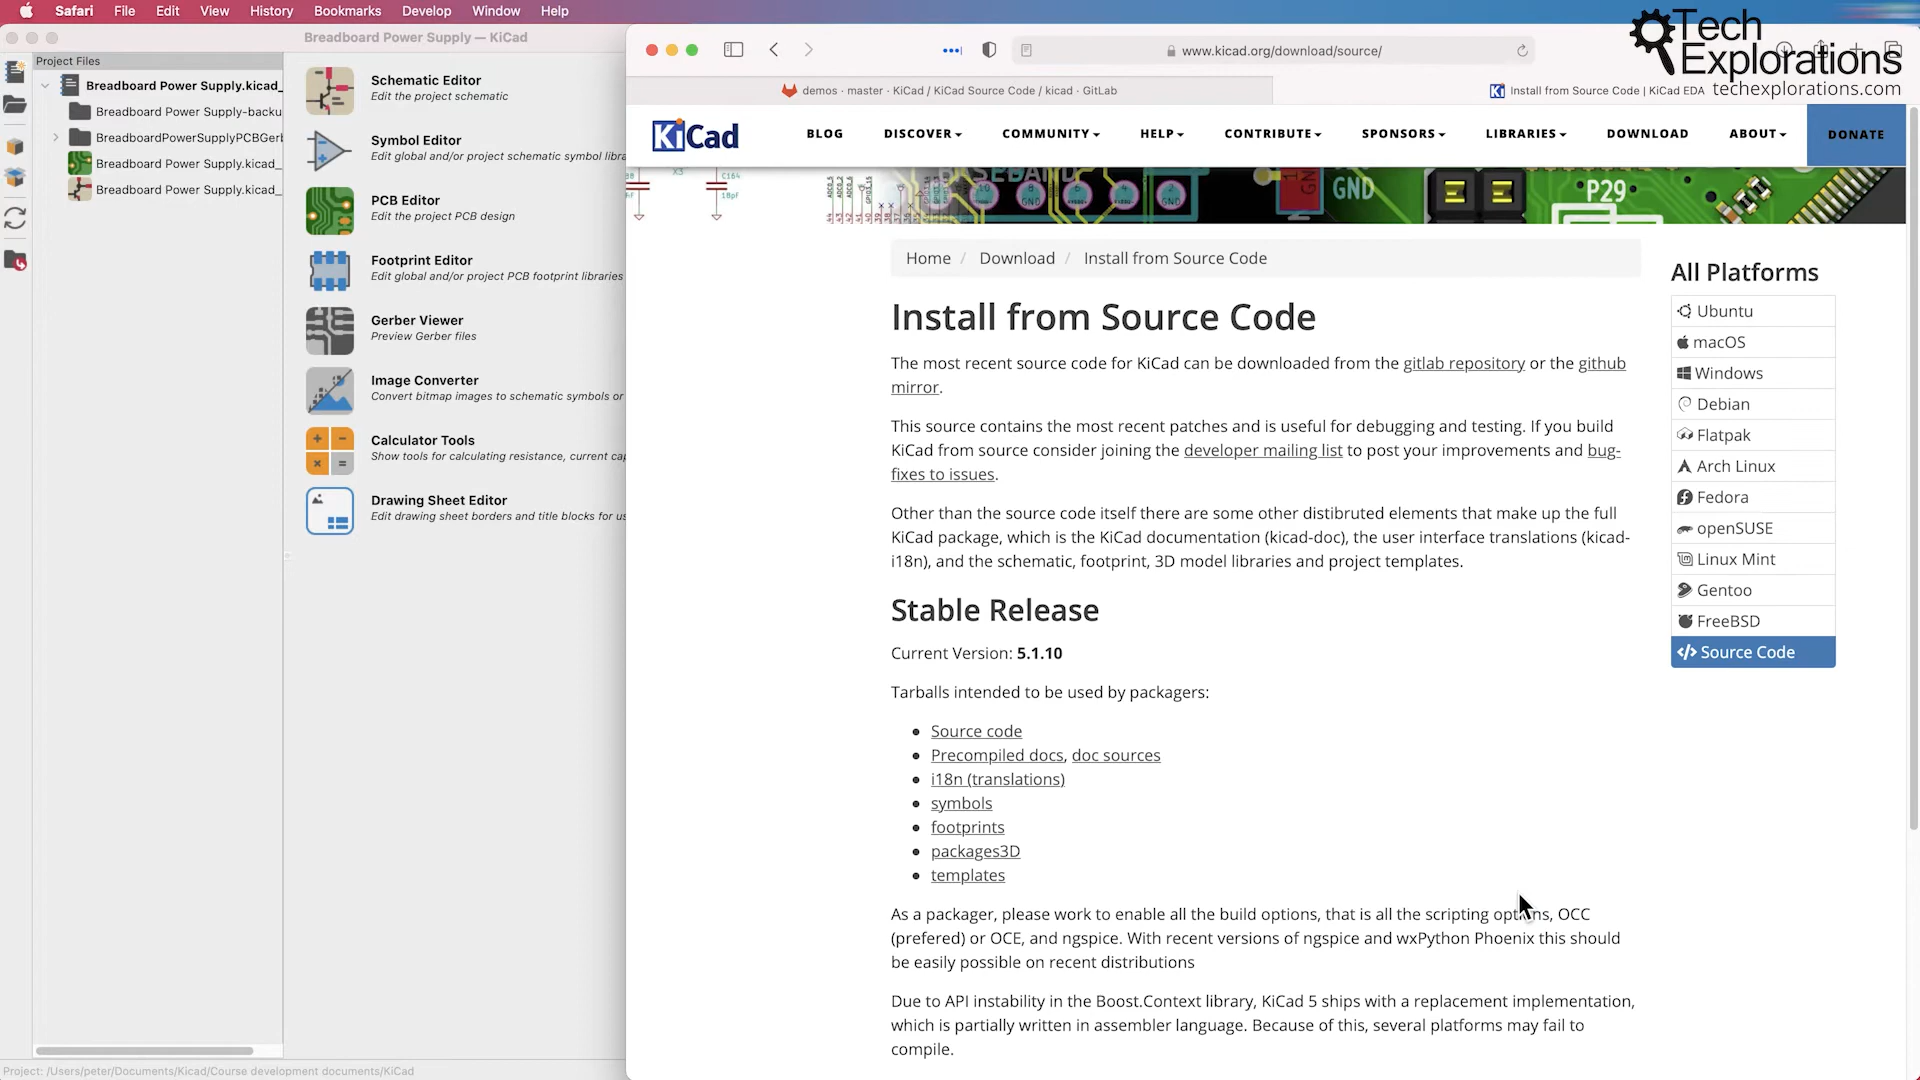 Safari File Edit View History Bookmarks Develop Window Help
Breadboard Power Supply — KiCad
Project Files
Breadboard Power Supply.kicad_
Breadboard Power Supply-backu
BreadboardPowerSupplyPCBGerb
Breadboard Power Supply.kicad_
Breadboard Power Supply.kicad_
Schematic Editor
Edit the project schematic
Symbol Editor
Edit global and/or project schematic symbol libra
PCB Editor
Edit the project PCB design
Footprint Editor
Edit global and/or project PCB footprint libraries
Gerber Viewer
Preview Gerber files
Image Converter
Convert bitmap images to schematic symbols or
Calculator Tools
Show tools for calculating resistance, current cap
Drawing Sheet Editor
Edit drawing sheet borders and title blocks for us
Project: /Users/peter/Documents/Kicad/Course development documents/KiCad
www.kicad.org/download/source/
Tech
Explorations
techexplorations.com
demos · master · KiCad / KiCad Source Code / kicad · GitLab
Install from Source Code | KiCad EDA
KiCad
BLOG DISCOVER COMMUNITY HELP CONTRIBUTE SPONSORS LIBRARIES DOWNLOAD ABOUT DONATE
X3
C164
18pF
10 8 6 4 2
GND
GND
P29
Home / Download / Install from Source Code
Install from Source Code
The most recent source code for KiCad can be downloaded from the gitlab repository or the github
mirror.
This source contains the most recent patches and is useful for debugging and testing. If you build
KiCad from source consider joining the developer mailing list to post your improvements and bug-
fixes to issues.
Other than the source code itself there are some other distibruted elements that make up the full
KiCad package, which is the KiCad documentation (kicad-doc), the user interface translations (kicad-
i18n), and the schematic, footprint, 3D model libraries and project templates.
Stable Release
Current Version: 5.1.10
Tarballs intended to be used by packagers:
Source code
Precompiled docs, doc sources
i18n (translations)
symbols
footprints
packages3D
templates
As a packager, please work to enable all the build options, that is all the scripting options, OCC
(prefered) or OCE, and ngspice. With recent versions of ngspice and wxPython Phoenix this should
be easily possible on recent distributions
Due to API instability in the Boost.Context library, KiCad 5 ships with a replacement implementation,
which is partially written in assembler language. Because of this, several platforms may fail to
compile.
All Platforms
Ubuntu
macOS
Windows
Debian
Flatpak
Arch Linux
Fedora
openSUSE
Linux Mint
Gentoo
FreeBSD
Source Code